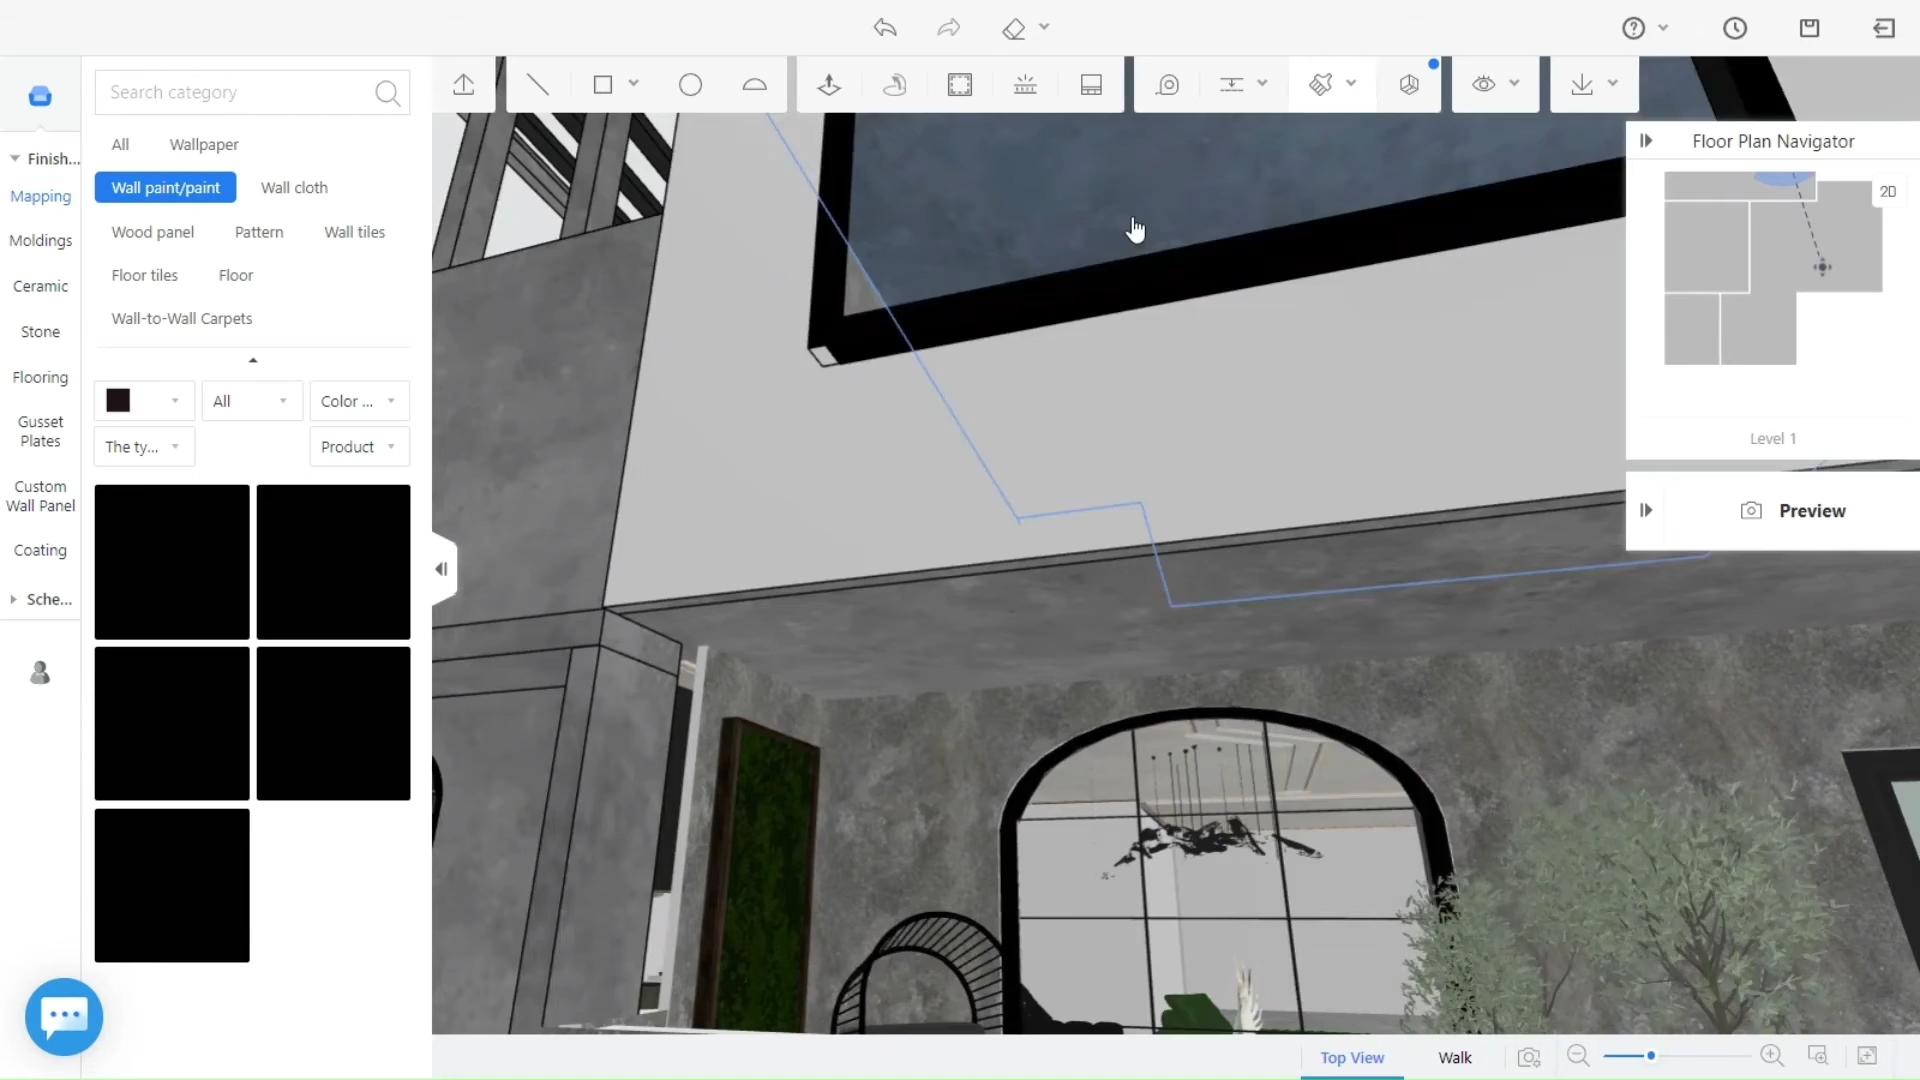 Search category
All
Wallpaper
Wall paint/paint
Wall cloth
Wood panel
Pattern
Wall tiles
Floor tiles
Floor
Wall-to-Wall Carpets
All
Color ...
The ty...
Product
Finish...
Mapping
Moldings
Ceramic
Stone
Flooring
Gusset
Plates
Custom
Wall Panel
Coating
Sche...
Floor Plan Navigator
2D
Level 1
Preview
Top View
Walk